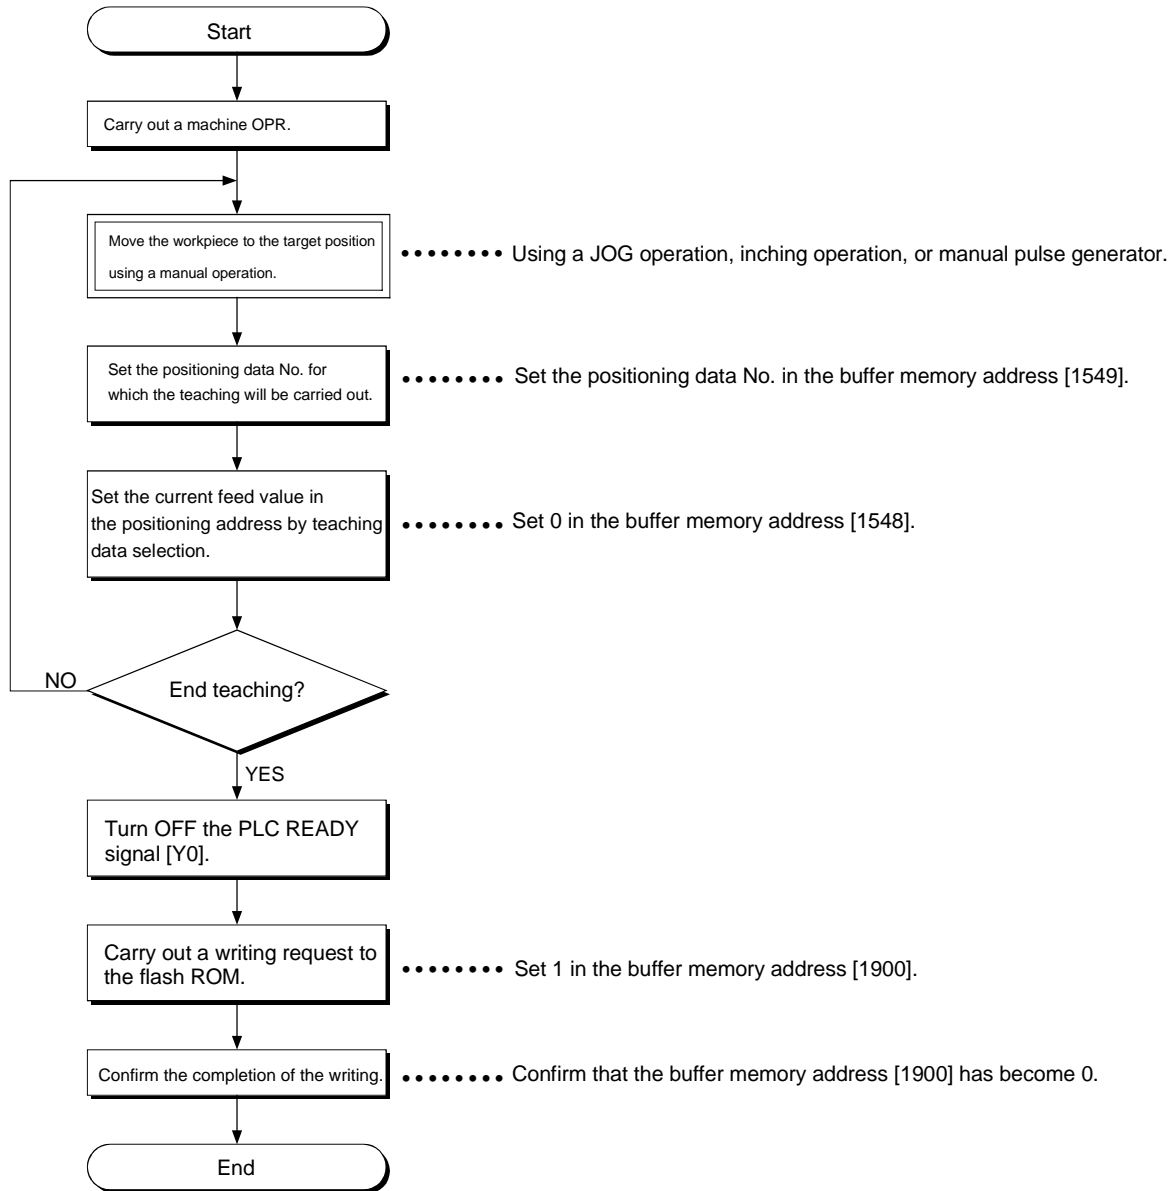 Start
Carry out a machine OPR.
Move the workpiece to the target position
using a manual operation.
•••••••• Using a JOG operation, inching operation, or manual pulse generator.
Set the positioning data No. for
which the teaching will be carried out.
•••••••• Set the positioning data No. in the buffer memory address [1549].
Set the current feed value in
the positioning address by teaching
data selection.
•••••••• Set 0 in the buffer memory address [1548].
NO
End teaching?
YES
Turn OFF the PLC READY
signal [Y0].
Carry out a writing request to
the flash ROM.
•••••••• Set 1 in the buffer memory address [1900].
Confirm the completion of the writing.
•••••••• Confirm that the buffer memory address [1900] has become 0.
End